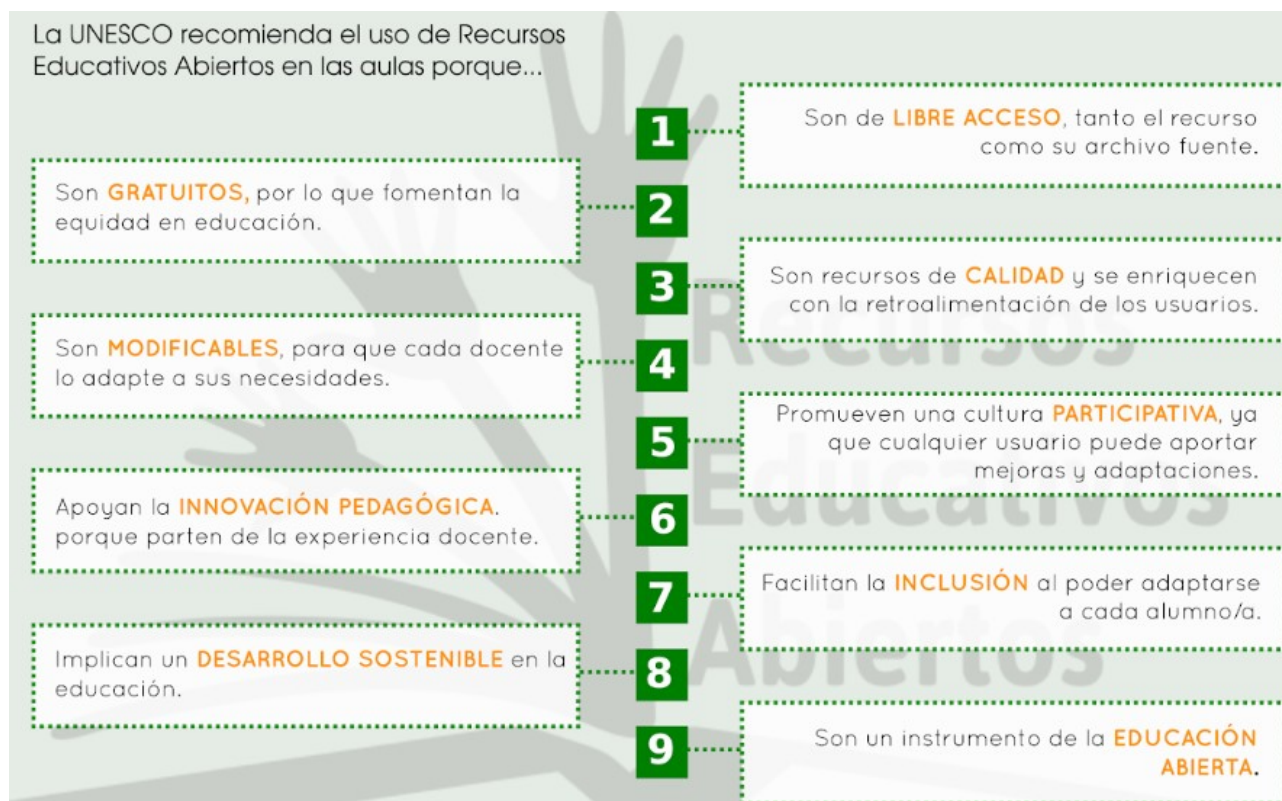 La UNESCO recomienda el uso de Recursos
Educativos Abiertos en las aulas porque...
1
Son de LIBRE ACCESO, tanto el recurso
como su archivo fuente.
2
Son GRATUITOS, por lo que fomentan la
equidad en educación.
3
Son recursos de CALIDAD y se enriquecen
con la retroalimentación de los usuarios.
4
Son MODIFICABLES, para que cada docente
lo adapte a sus necesidades.
5
Promueven una cultura PARTICIPATIVA, ya
que cualquier usuario puede aportar
mejoras y adaptaciones.
6
Apoyan la INNOVACIÓN PEDAGÓGICA.
porque parten de la experiencia docente.
7
Facilitan la INCLUSIÓN al poder adaptarse
a cada alumno/a.
8
Implican un DESARROLLO SOSTENIBLE en la
educación.
9
Son un instrumento de la EDUCACIÓN
ABIERTA.
Recursos
Educativos
Abiertos